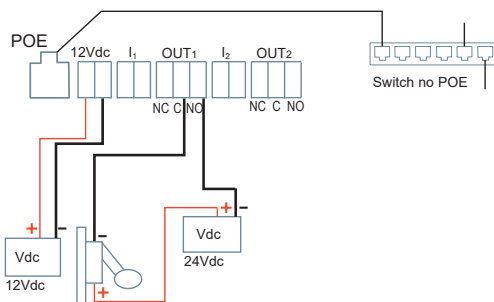 POE
12Vdc
I₁
OUT₁
I₂
OUT₂
NC C NO
NC C NO
Switch no POE
+
-
Vdc
12Vdc
-
+
+
-
Vdc
24Vdc